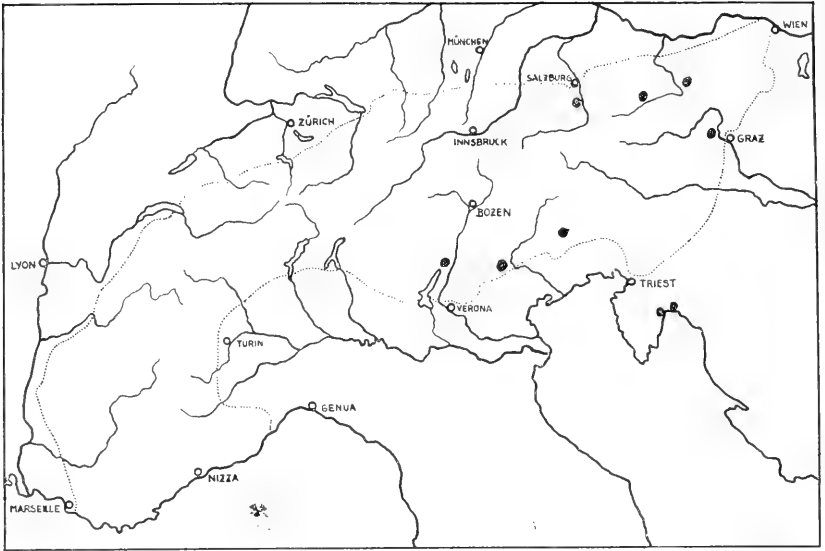 WIEN
MÜNCHEN
SALZBURG
ZÜRICH
INNSBRUCK
GRAZ
BOZEN
LYON
TRIEST
VERONA
TURIN
GENUA
NIZZA
MARSEILLE